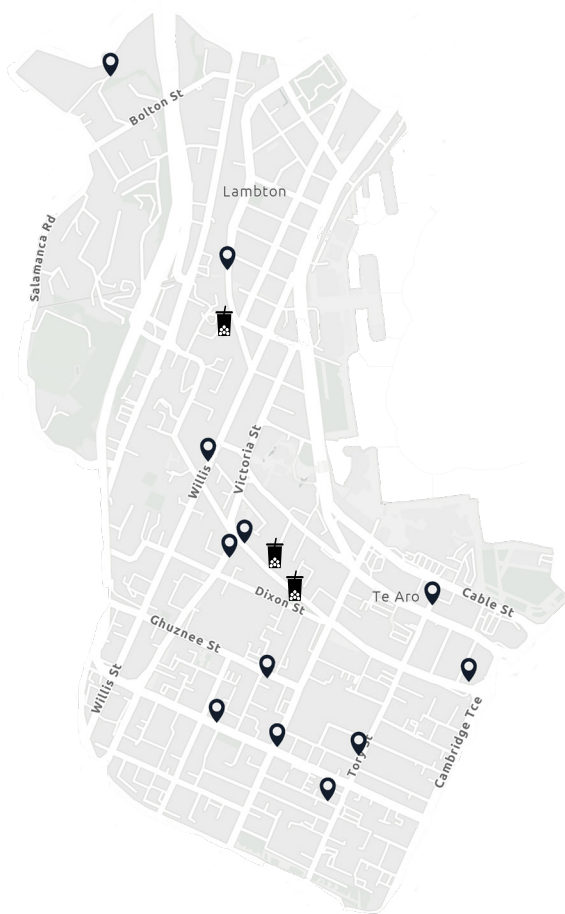 Bolton St
Lambton
Salamanca Rd
Victoria St
Willis
Dixon St
Te Aro
Cable St
Ghuznee St
Willis St
Cambridge Tce
Tory St